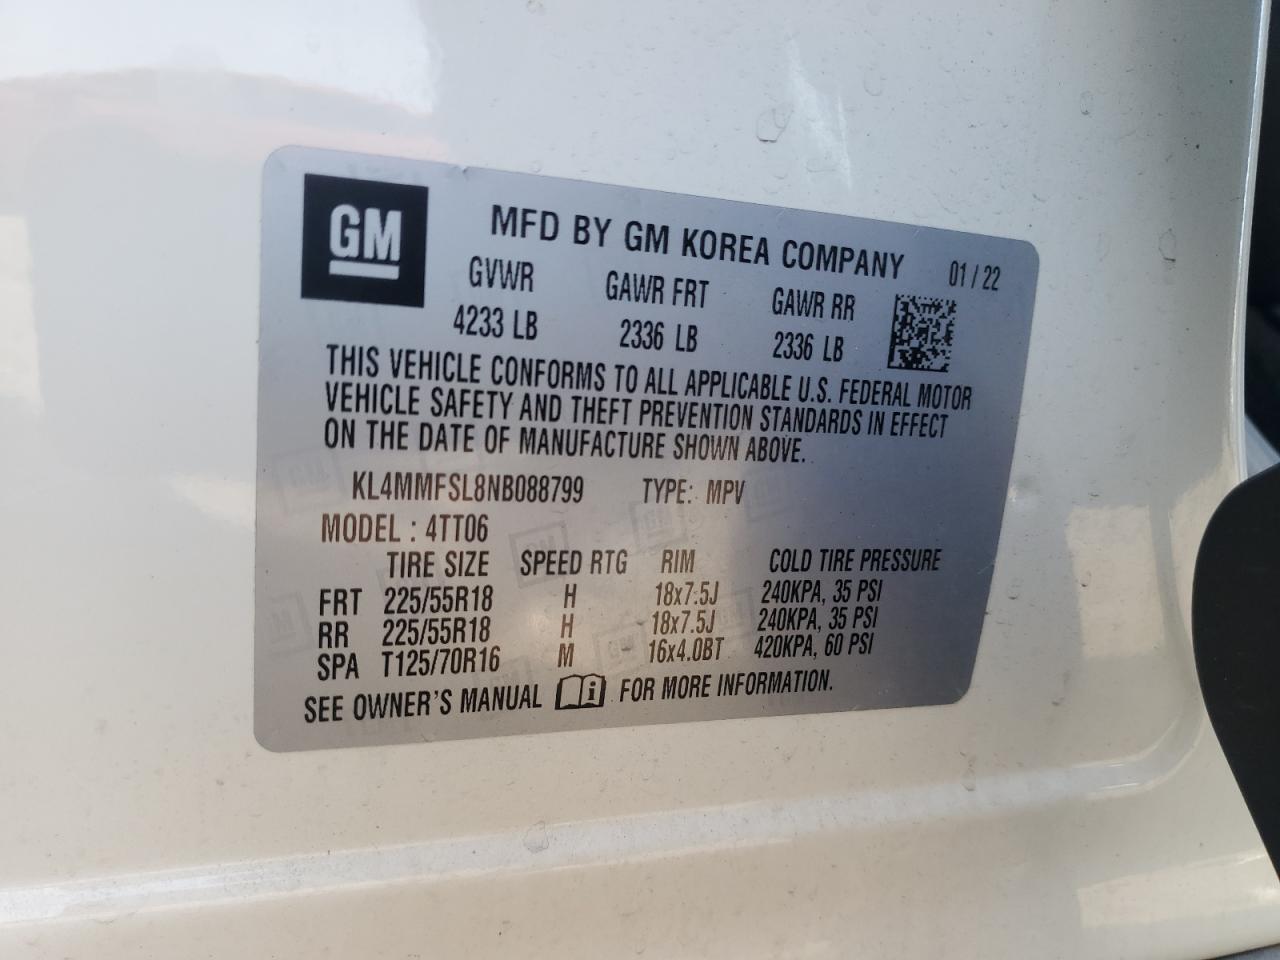 GM MFD BY GM KOREA COMPANY 01 / 22
GVWR GAWR FRT GAWR RR
4233 LB 2336 LB 2336 LB
THIS VEHICLE CONFORMS TO ALL APPLICABLE U.S. FEDERAL MOTOR
VEHICLE SAFETY AND THEFT PREVENTION STANDARDS IN EFFECT
ON THE DATE OF MANUFACTURE SHOWN ABOVE.
KL4MMFSL8NB088799 TYPE: MPV
MODEL : 4TT06
TIRE SIZE SPEED RTG RIM COLD TIRE PRESSURE
FRT 225/55R18 H 18x7.5J 240KPA, 35 PSI
RR 225/55R18 H 18x7.5J 240KPA, 35 PSI
SPA T125/70R16 M 16x4.0BT 420KPA, 60 PSI
SEE OWNER'S MANUAL i FOR MORE INFORMATION.